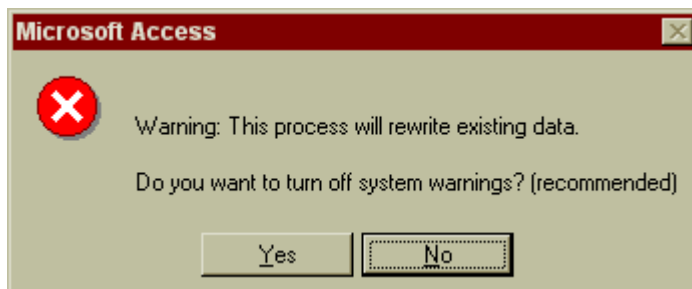 Microsoft Access
Warning: This process will rewrite existing data.
Do you want to turn off system warnings? (recommended)
Yes
No